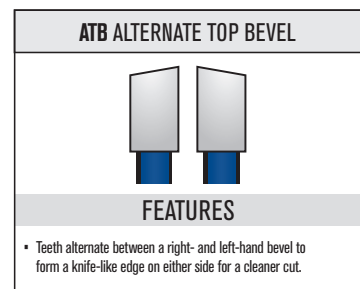 ATB ALTERNATE TOP BEVEL
FEATURES
▪ Teeth alternate between a right- and left-hand bevel to
form a knife-like edge on either side for a cleaner cut.